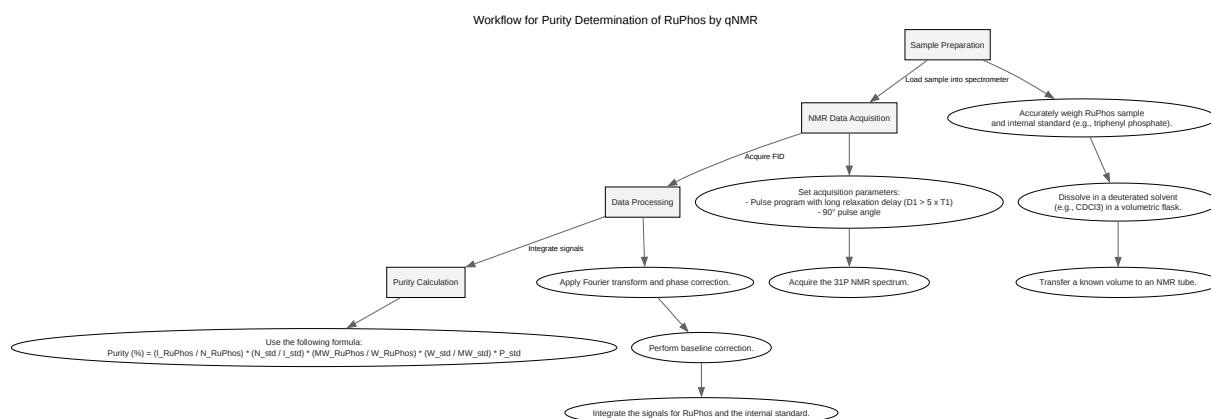 Workflow for Purity Determination of RuPhos by qNMR
Sample Preparation
Load sample into spectrometer
NMR Data Acquisition
Accurately weigh RuPhos sample
and internal standard (e.g., triphenyl phosphate).
Acquire FID
Data Processing
Set acquisition parameters:
- Pulse program with long relaxation delay (D1 > 5 x T1)
- 90° pulse angle
Dissolve in a deuterated solvent
(e.g., CDCl3) in a volumetric flask.
Integrate signals
Purity Calculation
Apply Fourier transform and phase correction.
Acquire the 31P NMR spectrum.
Transfer a known volume to an NMR tube.
Use the following formula:
Purity (%) = (I_RuPhos / N_RuPhos) * (N_std / I_std) * (MW_RuPhos / W_RuPhos) * (W_std / MW_std) * P_std
Perform baseline correction.
Integrate the signals for RuPhos and the internal standard.